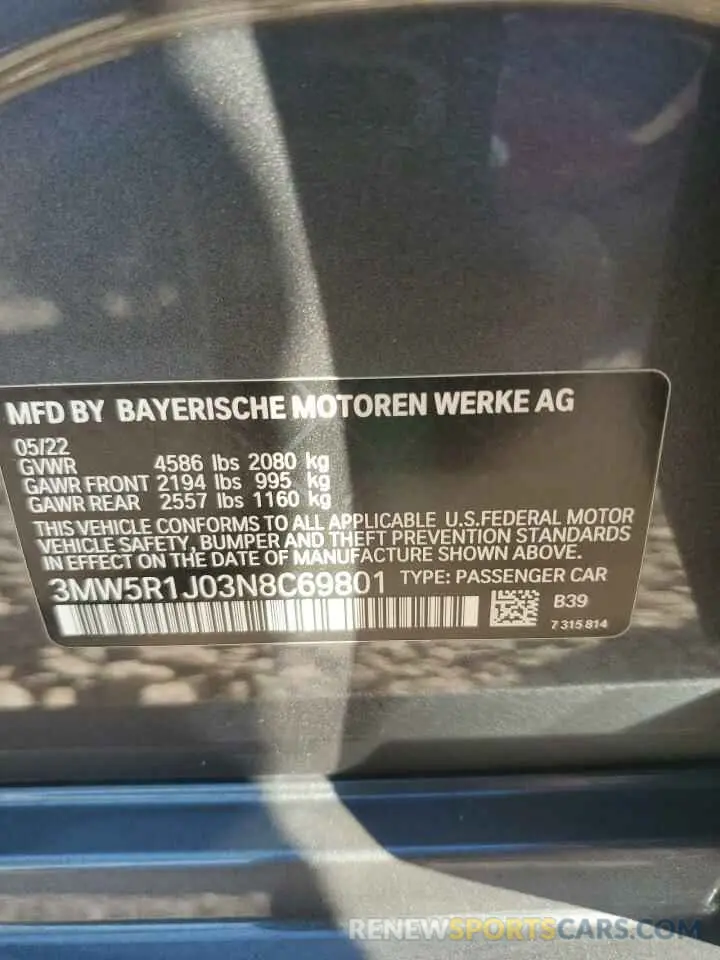 MFD BY BAYERISCHE MOTOREN WERKE AG
05/22
GVWR 4586 lbs 2080 kg
GAWR FRONT 2194 lbs 995 kg
GAWR REAR 2557 lbs 1160 kg
THIS VEHICLE CONFORMS TO ALL APPLICABLE U.S.FEDERAL MOTOR
VEHICLE SAFETY, BUMPER AND THEFT PREVENTION STANDARDS
IN EFFECT ON THE DATE OF MANUFACTURE SHOWN ABOVE.
3MW5R1J03N8C69801 TYPE: PASSENGER CAR
B39
7 315 814
RENEWSPORTSCARS.COM